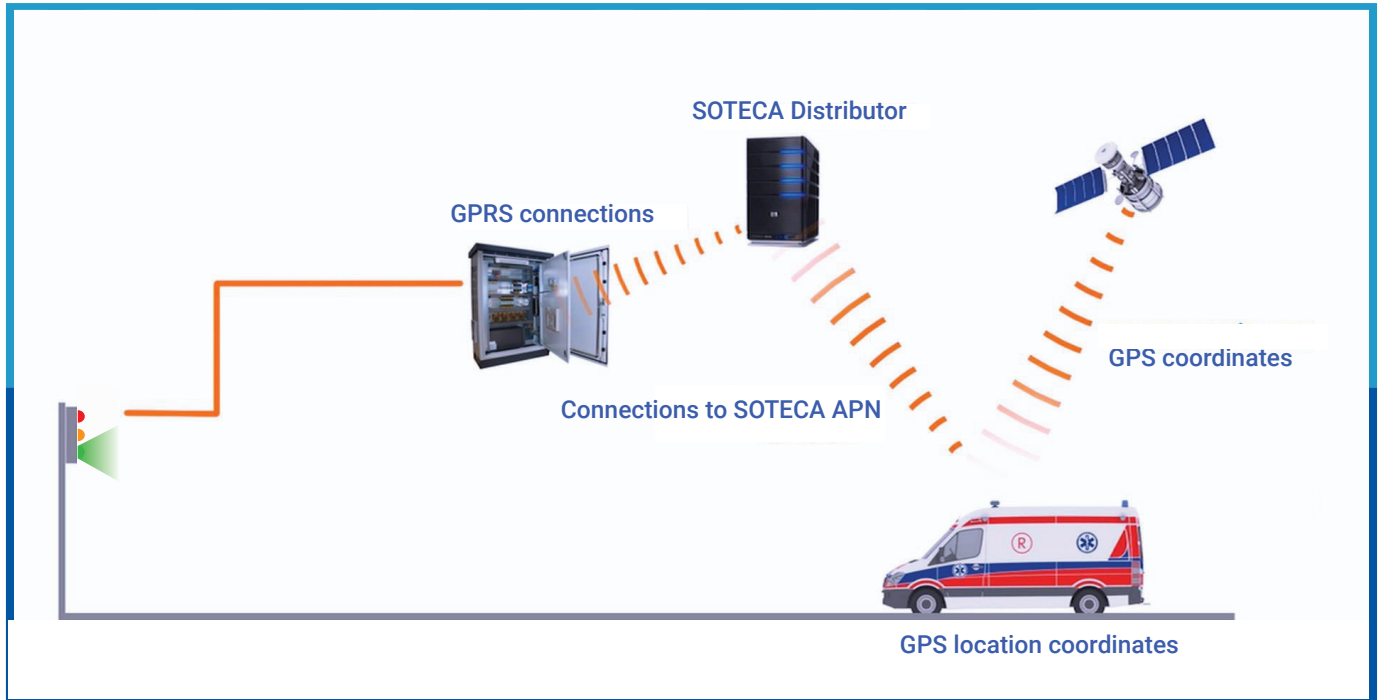 SOTECA Distributor
GPRS connections
GPS coordinates
Connections to SOTECA APN
R
GPS location coordinates